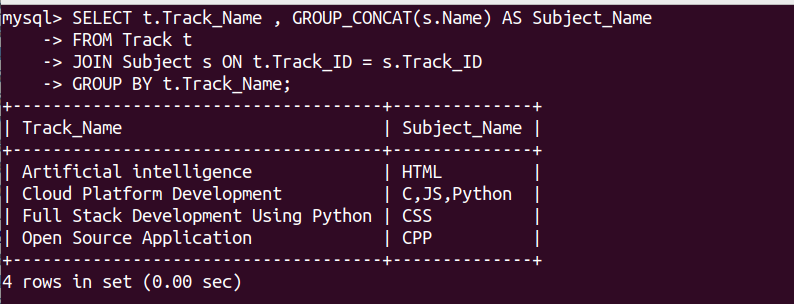 mysql> SELECT t.Track_Name , GROUP_CONCAT(s.Name) AS Subject_Name
    -> FROM Track t
    -> JOIN Subject s ON t.Track_ID = s.Track_ID
    -> GROUP BY t.Track_Name;
+-----------------------------------+--------------+
| Track_Name                        | Subject_Name |
+-----------------------------------+--------------+
| Artificial intelligence           | HTML         |
| Cloud Platform Development        | C,JS,Python  |
| Full Stack Development Using Python | CSS          |
| Open Source Application           | CPP          |
+-----------------------------------+--------------+
4 rows in set (0.00 sec)